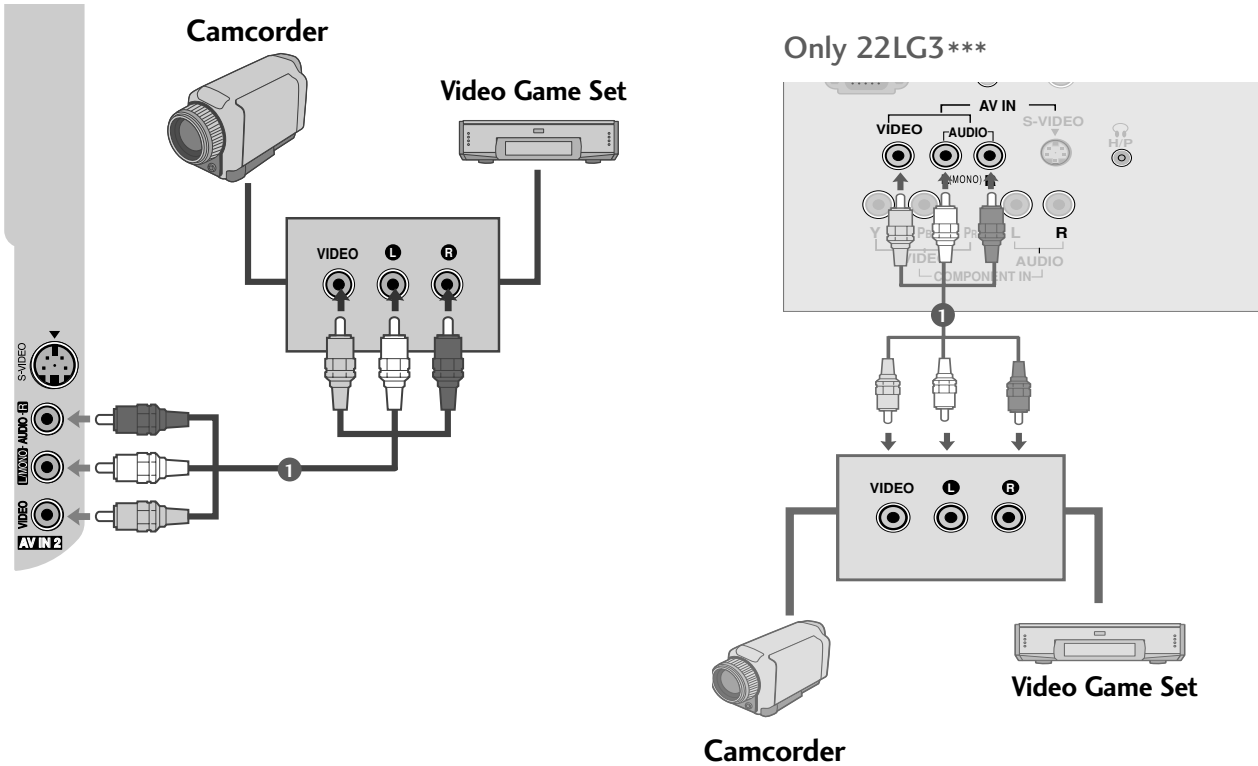 Camcorder
Video Game Set
VIDEO L R
S-VIDEO
L/MONO AUDIO R
VIDEO
AV IN 2
1
Only 22LG3***
AV IN
VIDEO AUDIO S-VIDEO
H/P
(MONO)
Y PB PR L R
VIDEO AUDIO
COMPONENT IN
1
VIDEO L R
Video Game Set
Camcorder